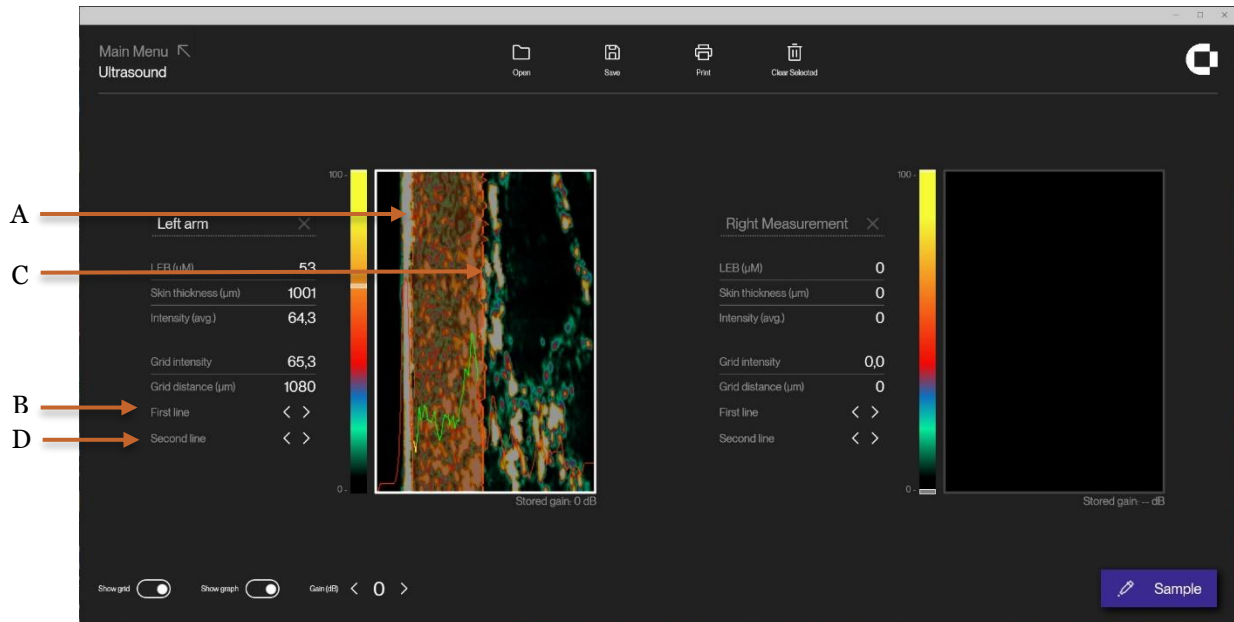 Main Menu
Ultrasound
Open
Save
Print
Clear Selected
A
C
B
D
Left arm
LEB (µM) 53
Skin thickness (µm) 1001
Intensity (avg.) 64,3
Grid intensity 65,3
Grid distance (µm) 1080
First line
Second line
100 -
0 -
Stored gain: 0 dB
Right Measurement
LEB (µM) 0
Skin thickness (µm) 0
Intensity (avg.) 0
Grid intensity 0,0
Grid distance (µm) 0
First line
Second line
100 -
0 -
Stored gain: -- dB
Show grid
Show graph
Gain (dB) < 0 >
Sample